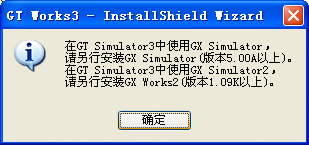 GT Works3 - InstallShield Wizard
在GT Simulator3中使用GX Simulator，
请另行安装GX Simulator(版本5.00A以上)。
在GT Simulator3中使用GX Simulator2，
请另行安装GX Works2(版本1.09K以上)。
确定